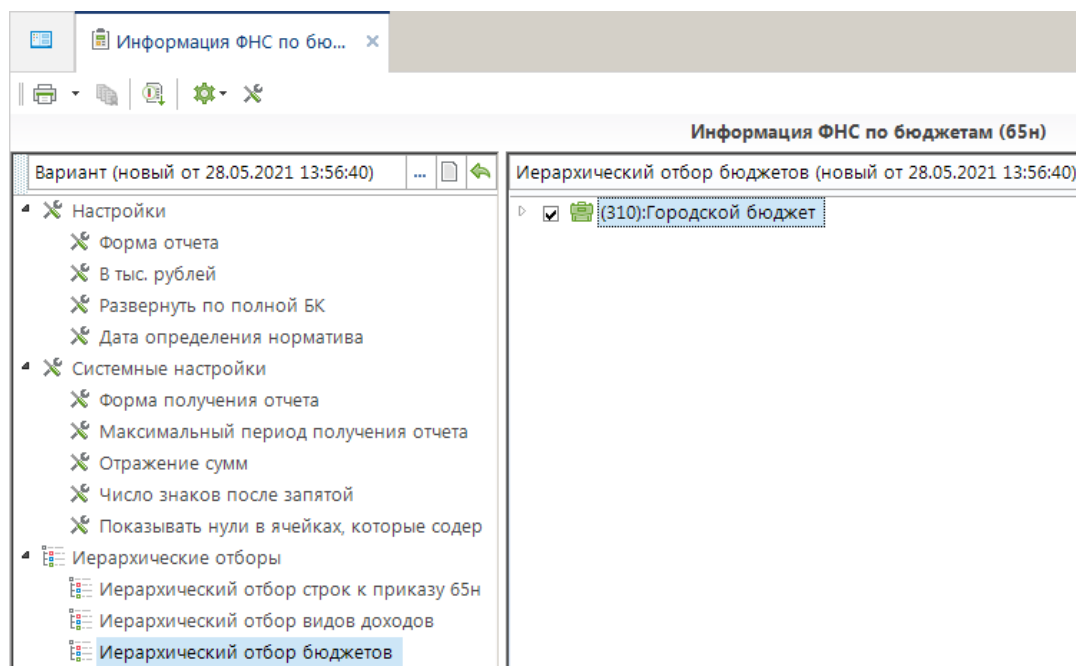 Информация ФНС по бю...
Информация ФНС по бюджетам (65н)
Вариант (новый от 28.05.2021 13:56:40)
...
Настройки
Форма отчета
В тыс. рублей
Развернуть по полной БК
Дата определения норматива
Системные настройки
Форма получения отчета
Максимальный период получения отчета
Отражение сумм
Число знаков после запятой
Показывать нули в ячейках, которые содер
Иерархические отборы
Иерархический отбор строк к приказу 65н
Иерархический отбор видов доходов
Иерархический отбор бюджетов
Иерархический отбор бюджетов (новый от 28.05.2021 13:56:40)
(310):Городской бюджет